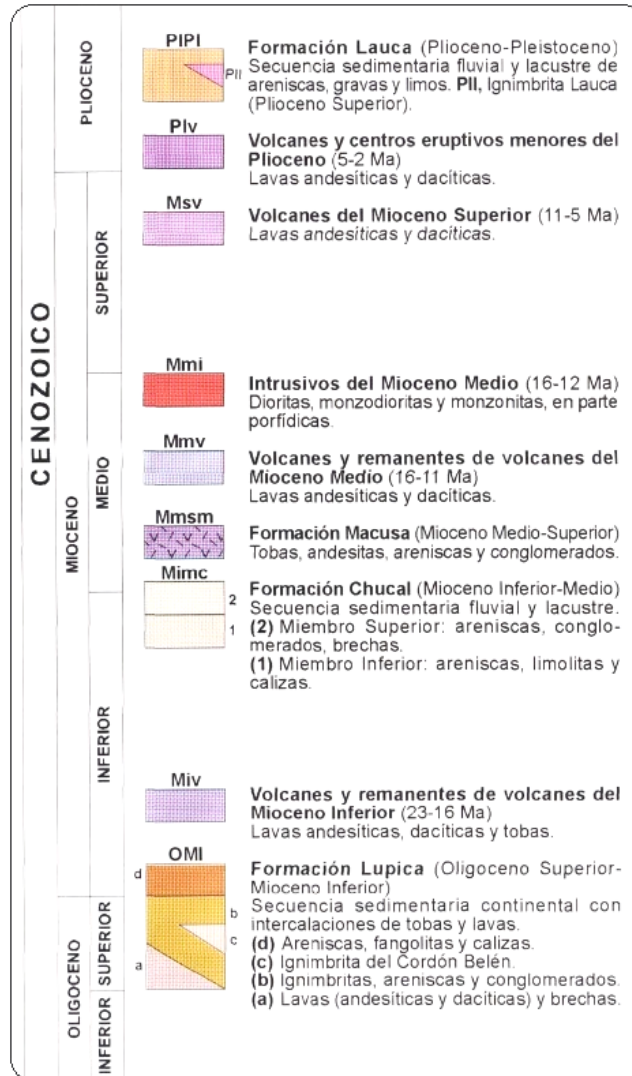 CENOZOICO
PLIOCENO
MIOCENO
SUPERIOR
MEDIO
INFERIOR
OLIGOCENO
SUPERIOR
INFERIOR
PlPl
Pll
Formación Lauca (Plioceno-Pleistoceno)
Secuencia sedimentaria fluvial y lacustre de
areniscas, gravas y limos. Pll, Ignimbrita Lauca
(Plioceno Superior).
Plv
Volcanes y centros eruptivos menores del
Plioceno (5-2 Ma)
Lavas andesíticas y dacíticas.
Msv
Volcanes del Mioceno Superior (11-5 Ma)
Lavas andesíticas y dacíticas.
Mmi
Intrusivos del Mioceno Medio (16-12 Ma)
Dioritas, monzodioritas y monzonitas, en parte
porfídicas.
Mmv
Volcanes y remanentes de volcanes del
Mioceno Medio (16-11 Ma)
Lavas andesíticas y dacíticas.
Mmsm
Formación Macusa (Mioceno Medio-Superior)
Tobas, andesitas, areniscas y conglomerados.
Mimc
2
1
Formación Chucal (Mioceno Inferior-Medio)
Secuencia sedimentaria fluvial y lacustre.
(2) Miembro Superior: areniscas, conglo-
merados, brechas.
(1) Miembro Inferior: areniscas, limolitas y
calizas.
Miv
Volcanes y remanentes de volcanes del
Mioceno Inferior (23-16 Ma)
Lavas andesíticas, dacíticas y tobas.
OMl
d
b
c
a
Formación Lupica (Oligoceno Superior-
Mioceno Inferior)
Secuencia sedimentaria continental con
intercalaciones de tobas y lavas.
(d) Areniscas, fangolitas y calizas.
(c) Ignimbrita del Cordón Belén.
(b) Ignimbritas, areniscas y conglomerados.
(a) Lavas (andesíticas y dacíticas) y brechas.